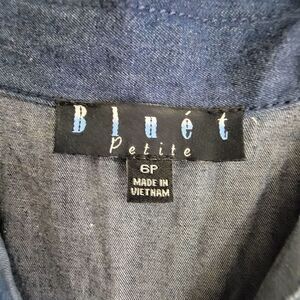 Bluét
Petite
6P
MADE IN
VIETNAM